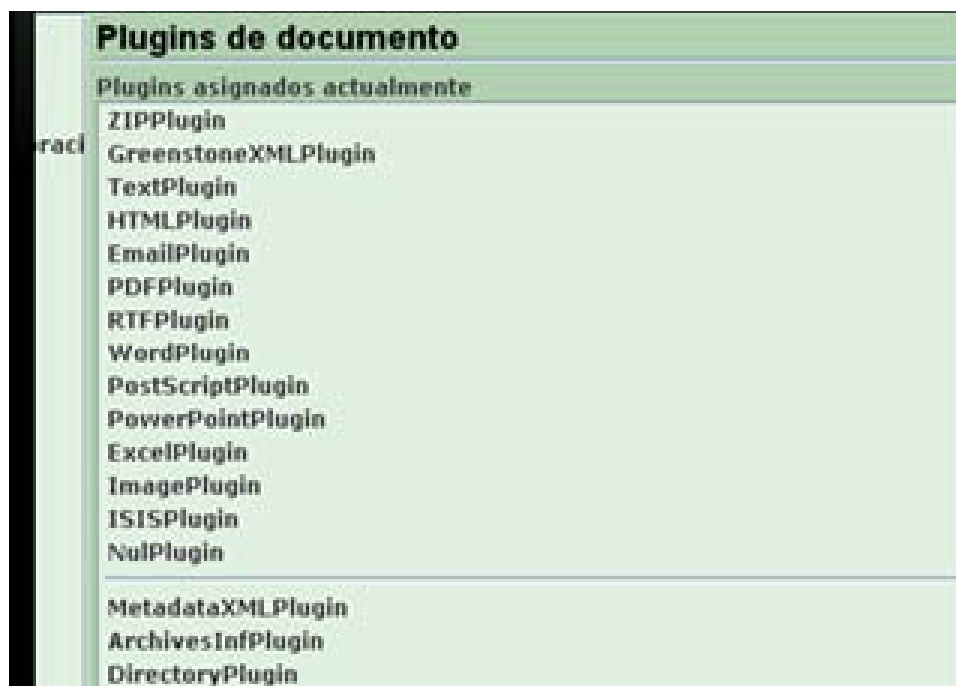 Plugins de documento
Plugins asignados actualmente
ZIPPlugin
raci
GreenstoneXMLPlugin
TextPlugin
HTMLPlugin
EmailPlugin
PDFPlugin
RTFPlugin
WordPlugin
PostScriptPlugin
PowerPointPlugin
ExcelPlugin
ImagePlugin
ISISPlugin
NulPlugin
MetadataXMLPlugin
ArchivesInfPlugin
DirectoryPlugin